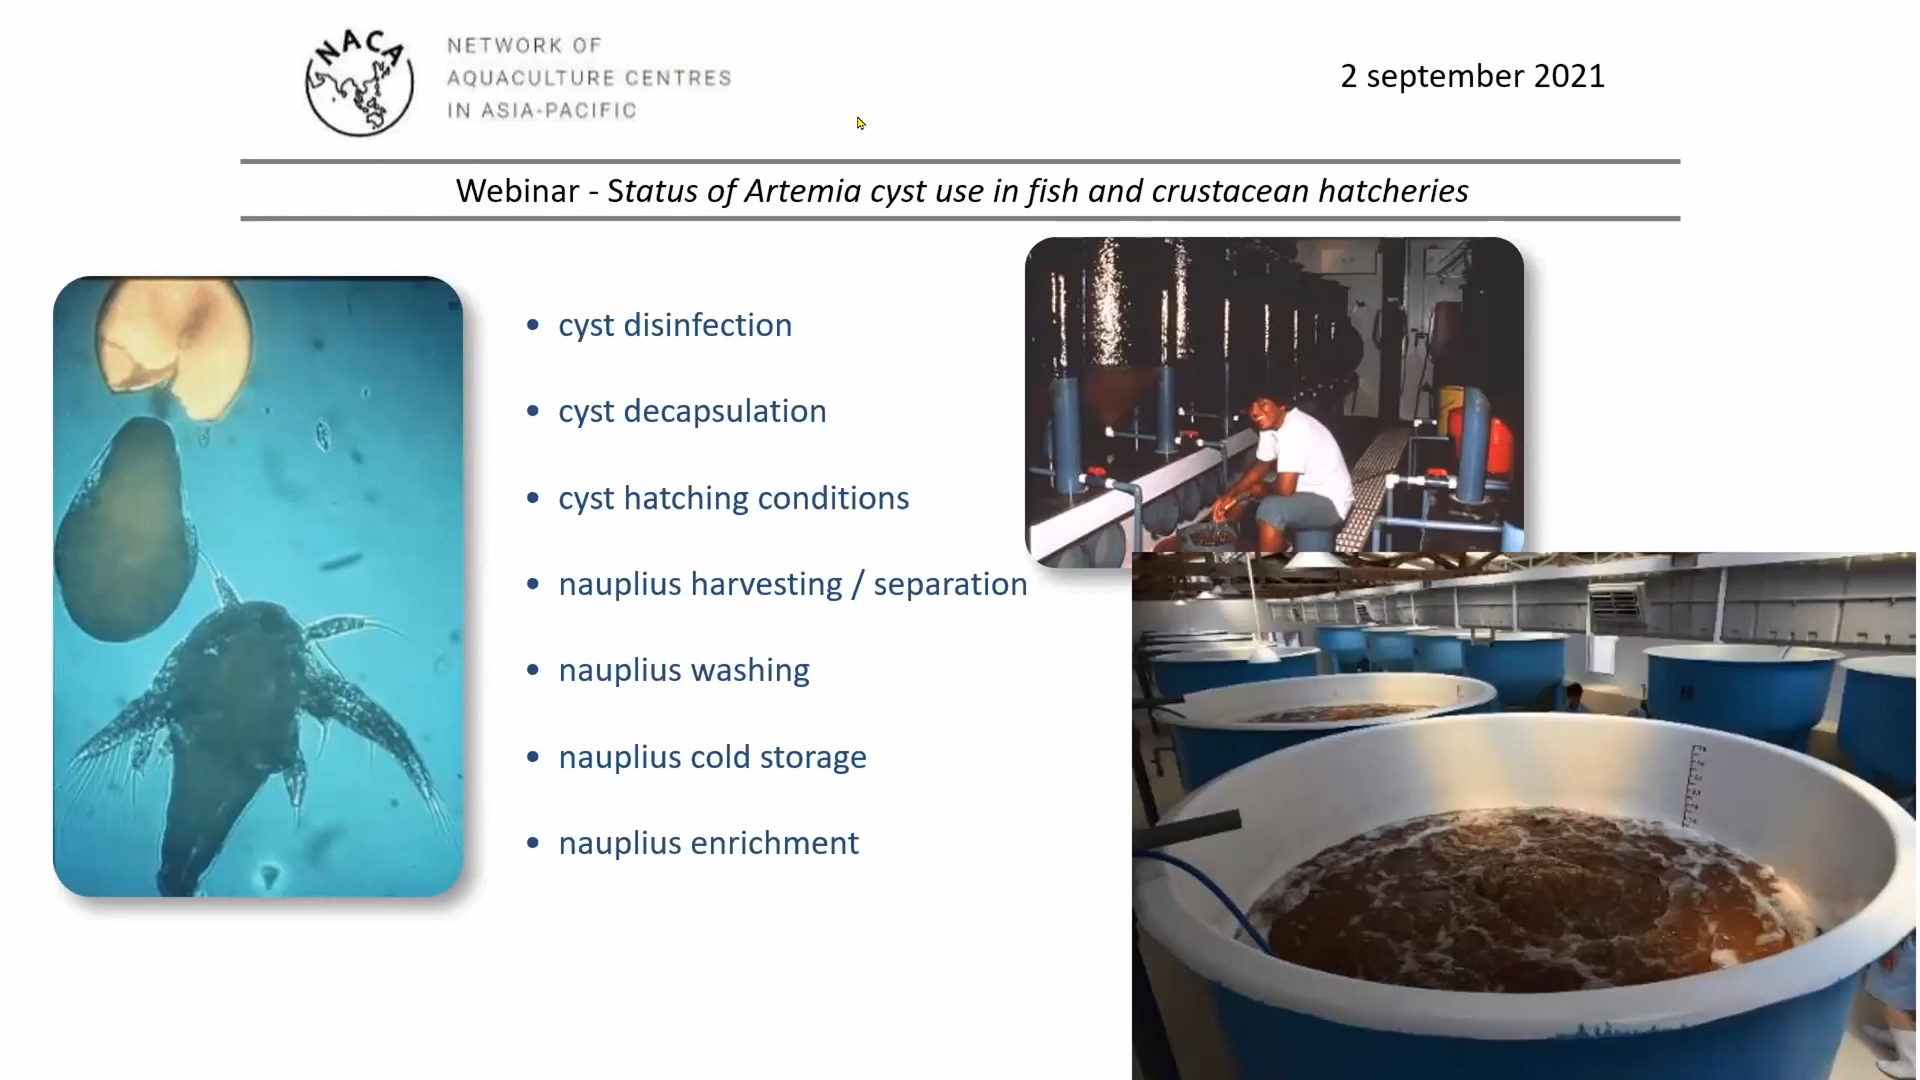 NACA
NETWORK OF
AQUACULTURE CENTRES
IN ASIA-PACIFIC
2 september 2021
Webinar - Status of Artemia cyst use in fish and crustacean hatcheries
• cyst disinfection
• cyst decapsulation
• cyst hatching conditions
• nauplius harvesting / separation
• nauplius washing
• nauplius cold storage
• nauplius enrichment